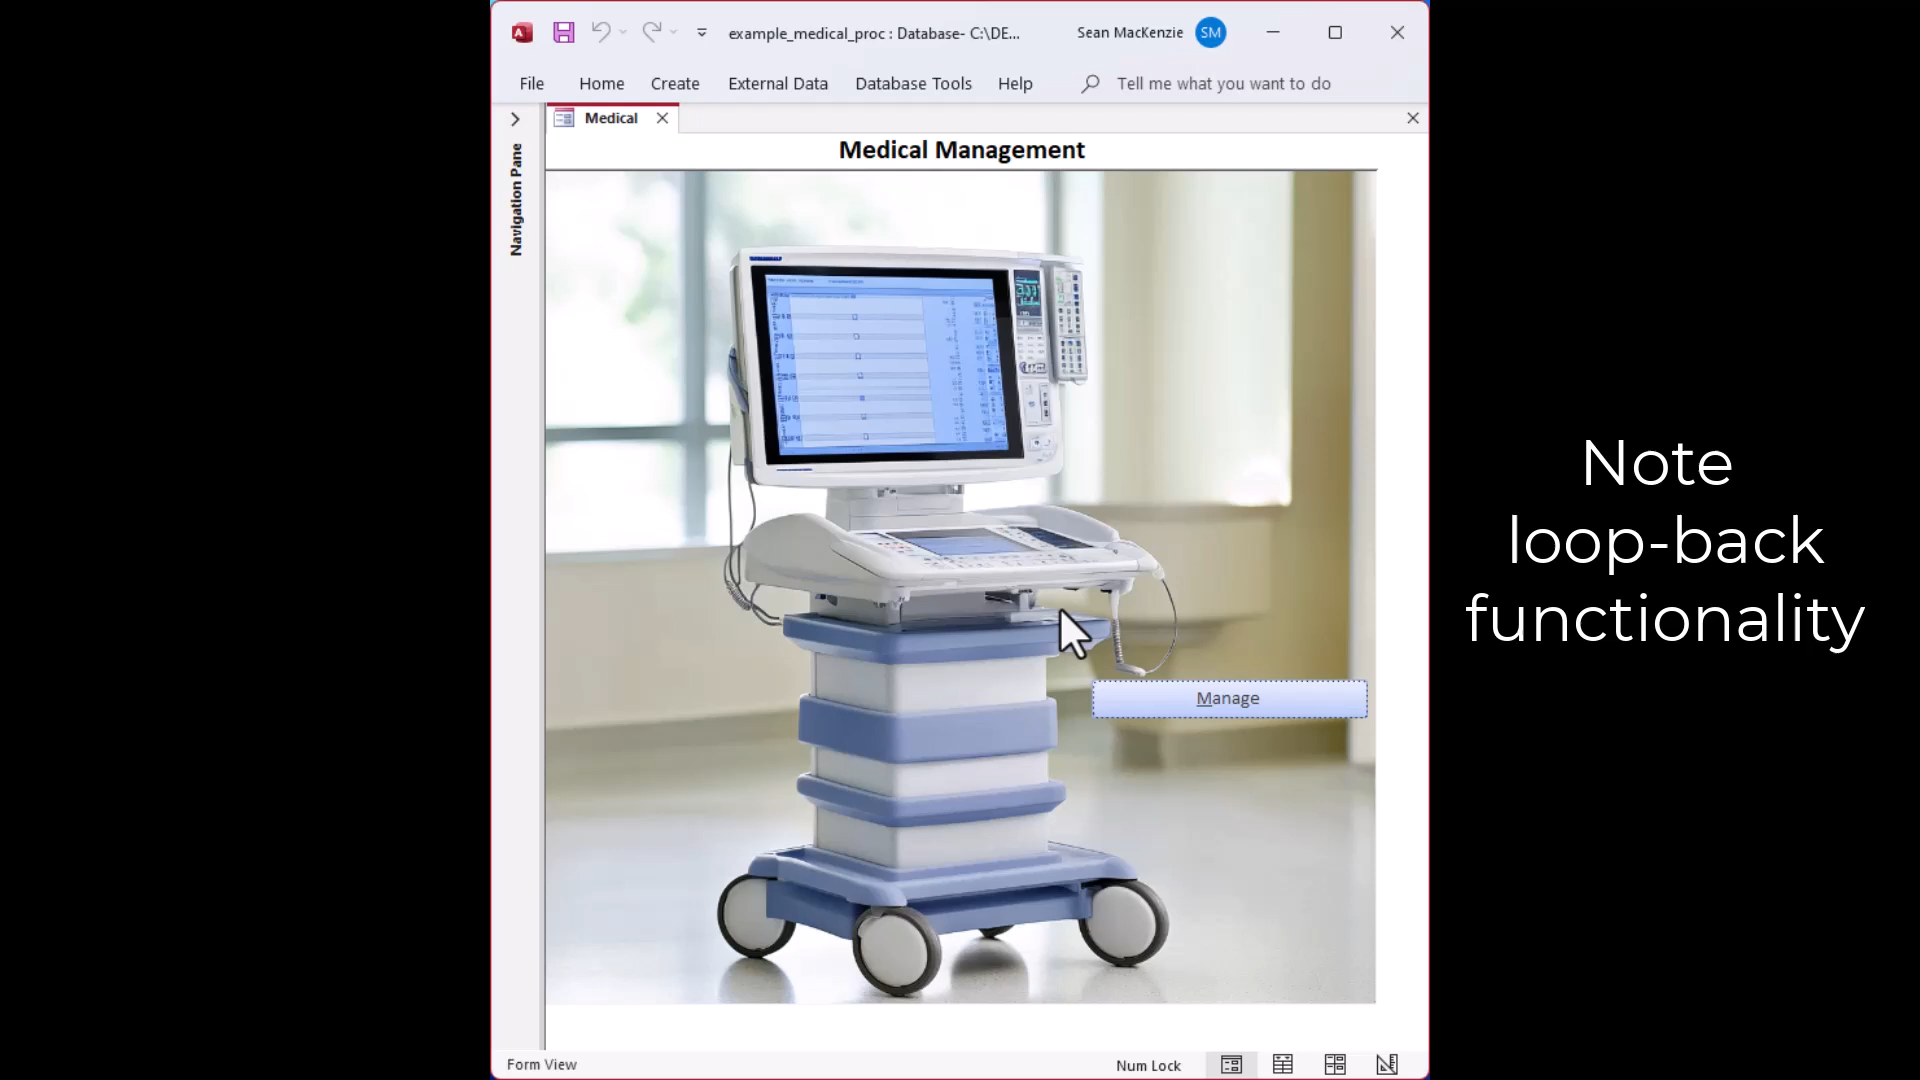 example_medical_proc : Database- C:\DE...
Sean MacKenzie
SM
File
Home
Create
External Data
Database Tools
Help
Tell me what you want to do
Medical
Navigation Pane
Medical Management
Manage
Note
loop-back
functionality
Form View
Num Lock